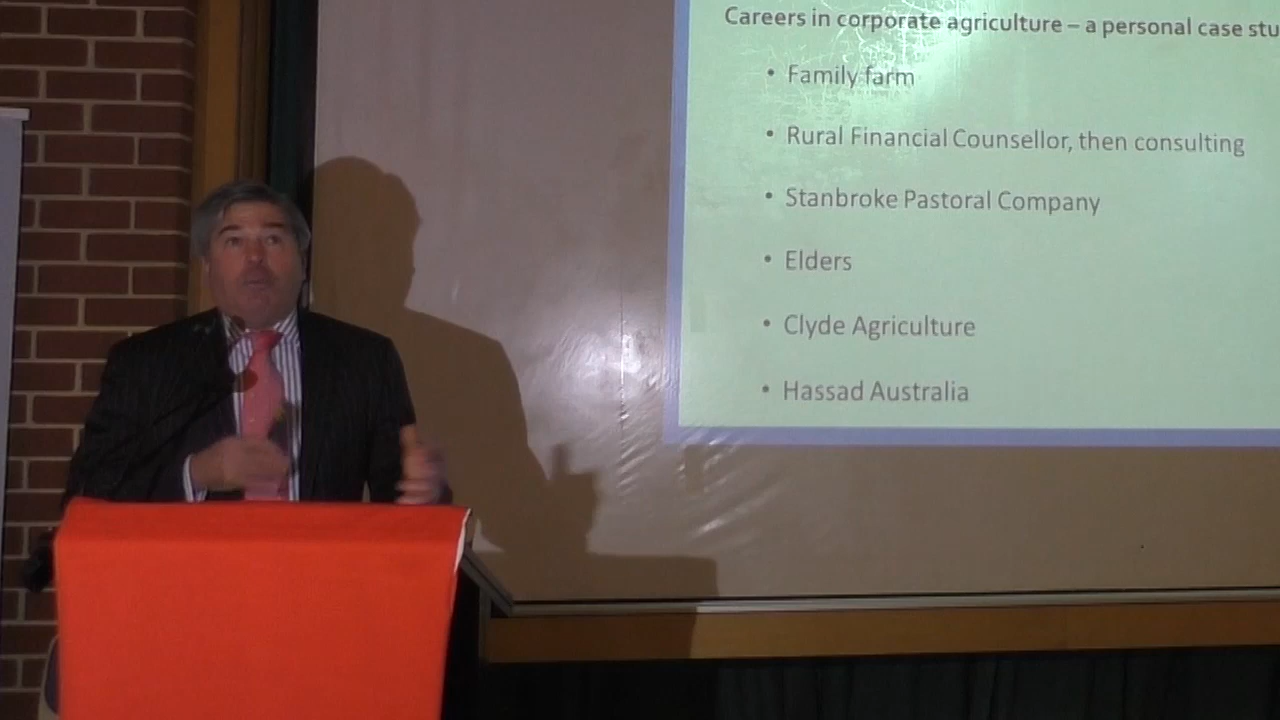 Careers in corporate agriculture – a personal case stu
• Family farm
• Rural Financial Counsellor, then consulting
• Stanbroke Pastoral Company
• Elders
• Clyde Agriculture
• Hassad Australia